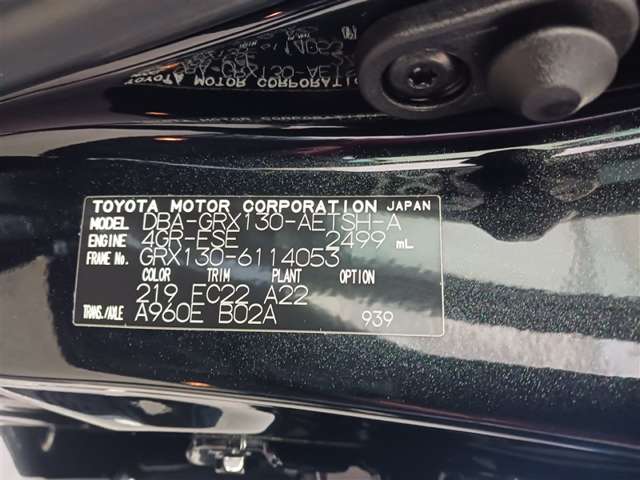 TOYOTA MOTOR CORPORATION JAPAN
MODEL DBA-GRX130-AETSH-A
ENGINE 4GR-FSE 2499 mL
FRAME No. GRX130-6114053
COLOR TRIM PLANT OPTION
219 FC22 A22
TRANS./AXLE A960E B02A 939